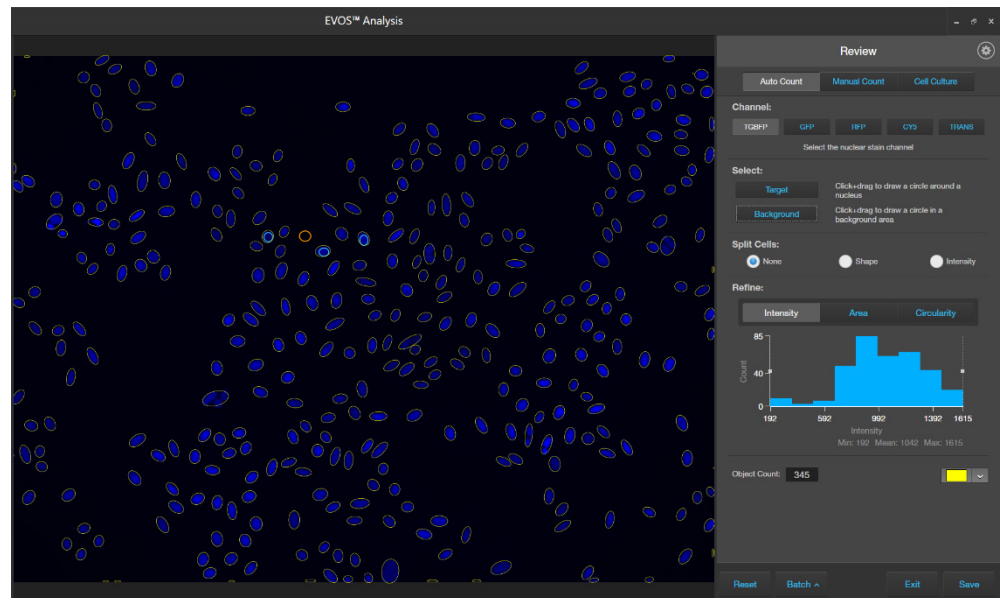 EVOS™ Analysis
Review
Auto Count Manual Count Cell Culture
Channel:
TGBFP GFP RFP CY5 TRANS
Select the nuclear stain channel
Select:
Target Click+drag to draw a circle around a
nucleus
Background Click+drag to draw a circle in a
background area
Split Cells:
None Shape Intensity
Refine:
Intensity Area Circularity
85
40
0
Count
192 592 992 1392 1615
Intensity
Min: 192 Mean: 1042 Max: 1615
Object Count: 345
Reset Batch Exit Save